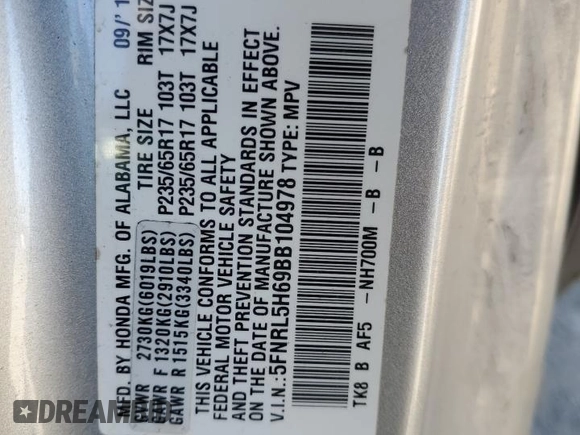 MFD. BY HONDA MFG. OF ALABAMA, LLC 09/'1
GVWR 2730KG(6019LBS) TIRE SIZE RIM SIZE
GAWR F 1320KG(2910LBS) P235/65R17 103T 17X7J
GAWR R 1515KG(3340LBS) P235/65R17 103T 17X7J
THIS VEHICLE CONFORMS TO ALL APPLICABLE
FEDERAL MOTOR VEHICLE SAFETY
AND THEFT PREVENTION STANDARDS IN EFFECT
ON THE DATE OF MANUFACTURE SHOWN ABOVE.
V.I.N.:5FNRL5H69BB104978 TYPE: MPV
TK8 B AF5 -NH700M- B - B
DREAM